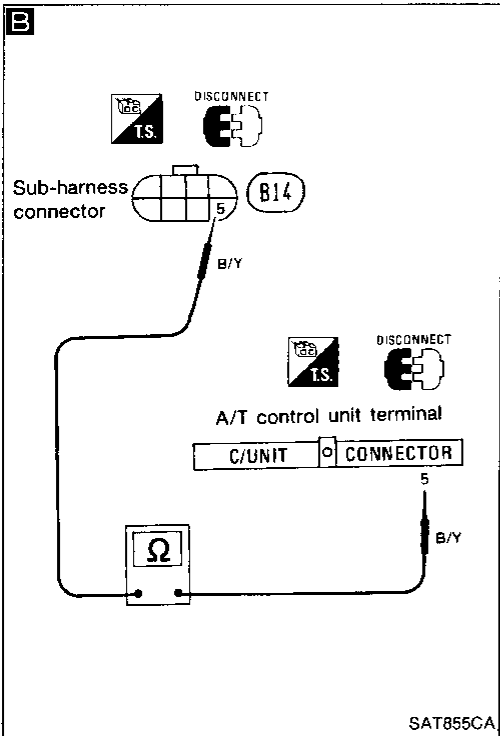 B
DISCONNECT
T.S.
Sub-harness
connector
5
B14
B/Y
DISCONNECT
T.S.
A/T control unit terminal
C/UNIT CONNECTOR
5
B/Y
Ω
SAT855CA